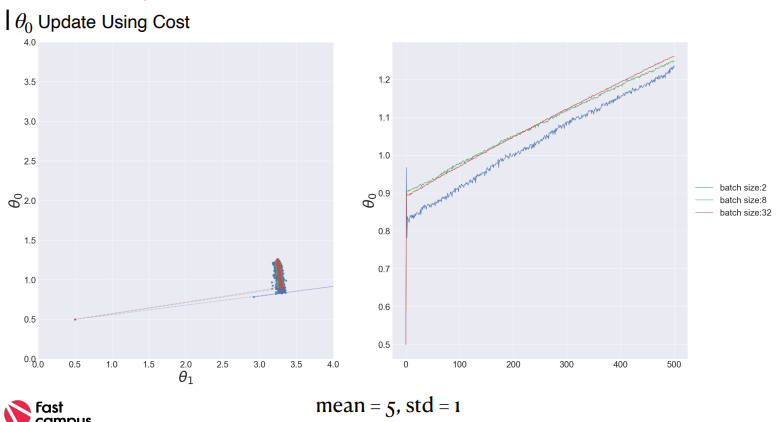 θ0 Update Using Cost
4.0
3.5
3.0
2.5
2.0
1.5
1.0
0.5
0.0
θ0
0.0 0.5 1.0 1.5 2.0 2.5 3.0 3.5 4.0
θ1
1.2
1.1
1.0
0.9
0.8
0.7
0.6
0.5
θ0
0 100 200 300 400 500
batch size:2
batch size:8
batch size:32
mean = 5, std = 1
Fast
campus